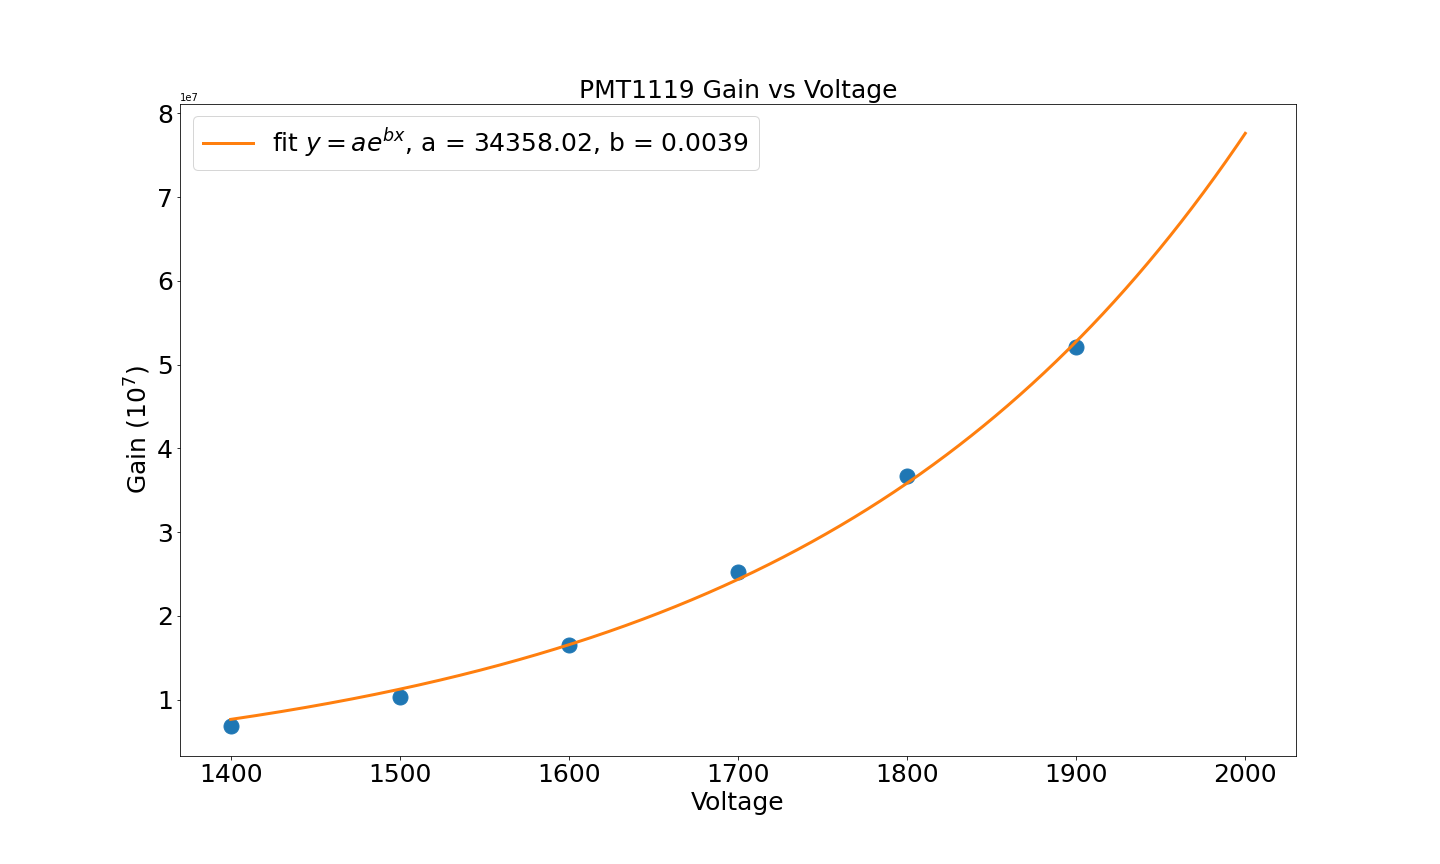 PMT1119 Gain vs Voltage
1e7
fit $y = ae^{bx}$, a = 34358.02, b = 0.0039
8
7
6
5
4
3
2
1
Gain ($10^7$)
1400 1500 1600 1700 1800 1900 2000
Voltage